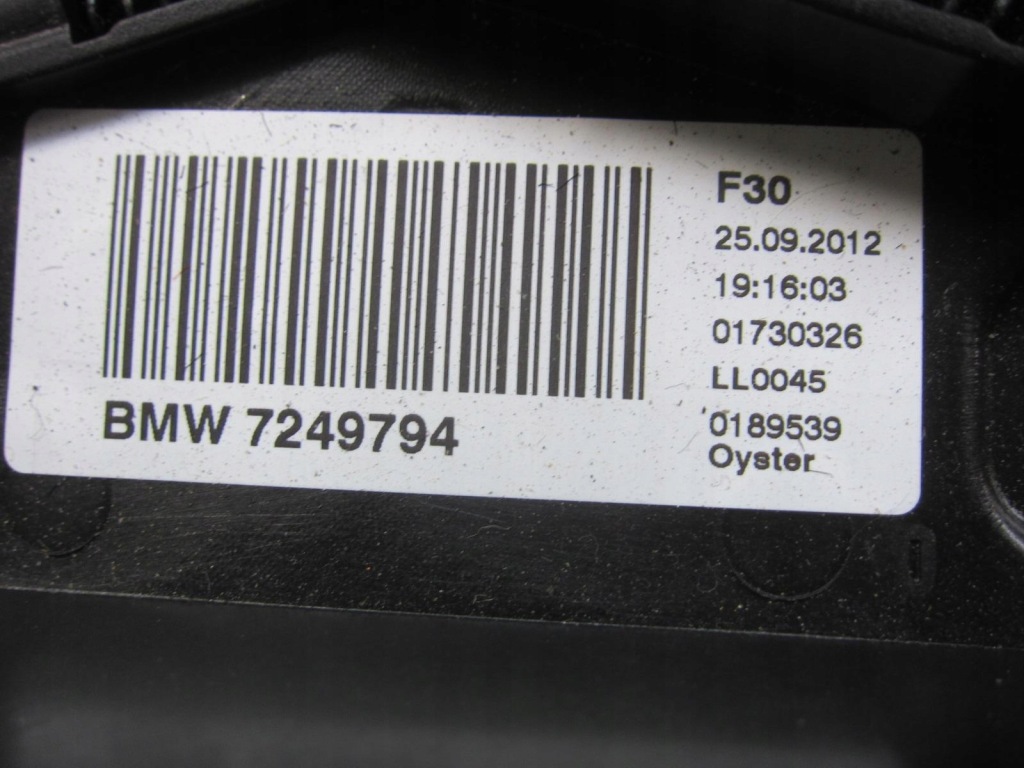 F30
25.09.2012
19:16:03
01730326
LL0045
0189539
Oyster
BMW 7249794